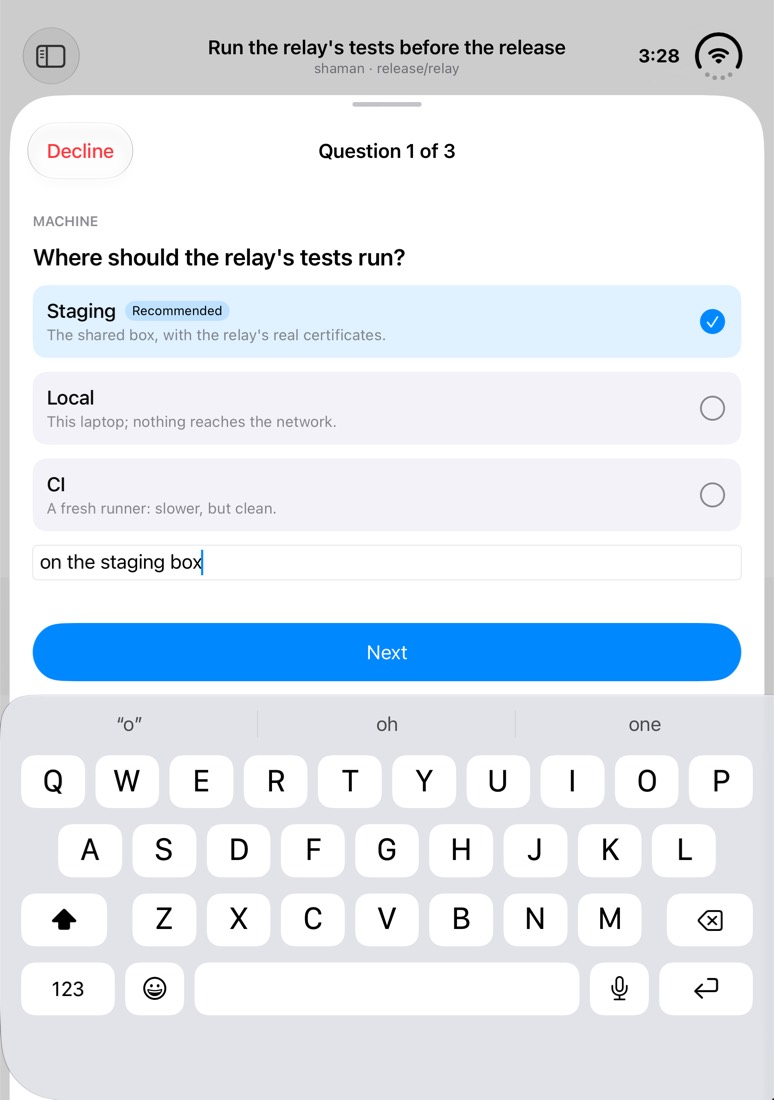 Run the relay's tests before the release
shaman · release/relay
3:28
Decline
Question 1 of 3
MACHINE
Where should the relay's tests run?
Staging Recommended
The shared box, with the relay's real certificates.
Local
This laptop; nothing reaches the network.
CI
A fresh runner: slower, but clean.
on the staging box
Next
“o” oh one
Q W E R T Y U I O P
A S D F G H J K L
Z X C V B N M
123